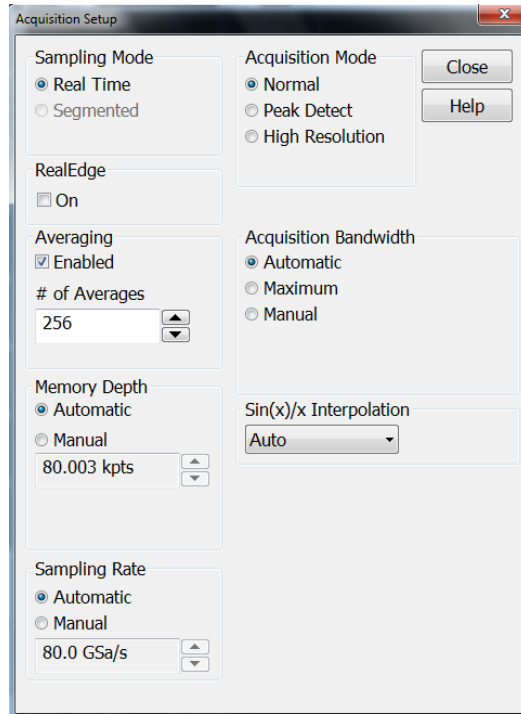 Acquisition Setup
Sampling Mode
Real Time
Segmented
Acquisition Mode
Normal
Peak Detect
High Resolution
Close
Help
RealEdge
On
Averaging
Enabled
# of Averages
256
Acquisition Bandwidth
Automatic
Maximum
Manual
Memory Depth
Automatic
Manual
80.003 kpts
Sin(x)/x Interpolation
Auto
Sampling Rate
Automatic
Manual
80.0 GSa/s